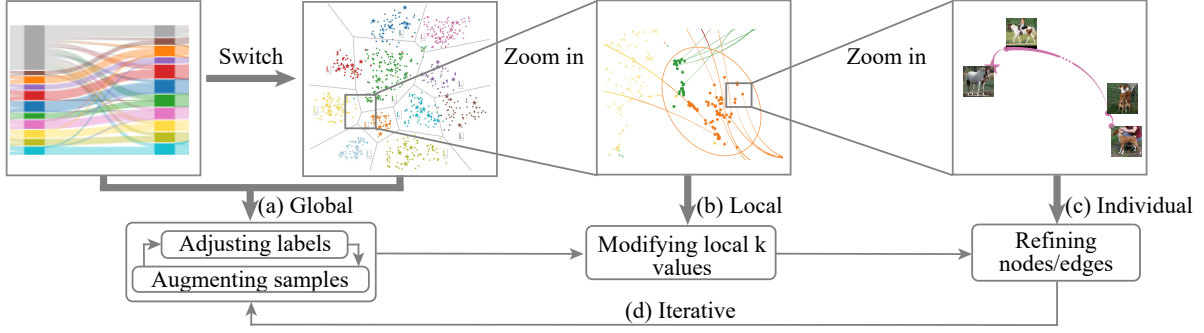 Switch
Zoom in
Zoom in
L
L
L
L
L
L
L
L
(a) Global
(b) Local
(c) Individual
Adjusting labels
Augmenting samples
Modifying local k
values
Refining
nodes/edges
(d) Iterative